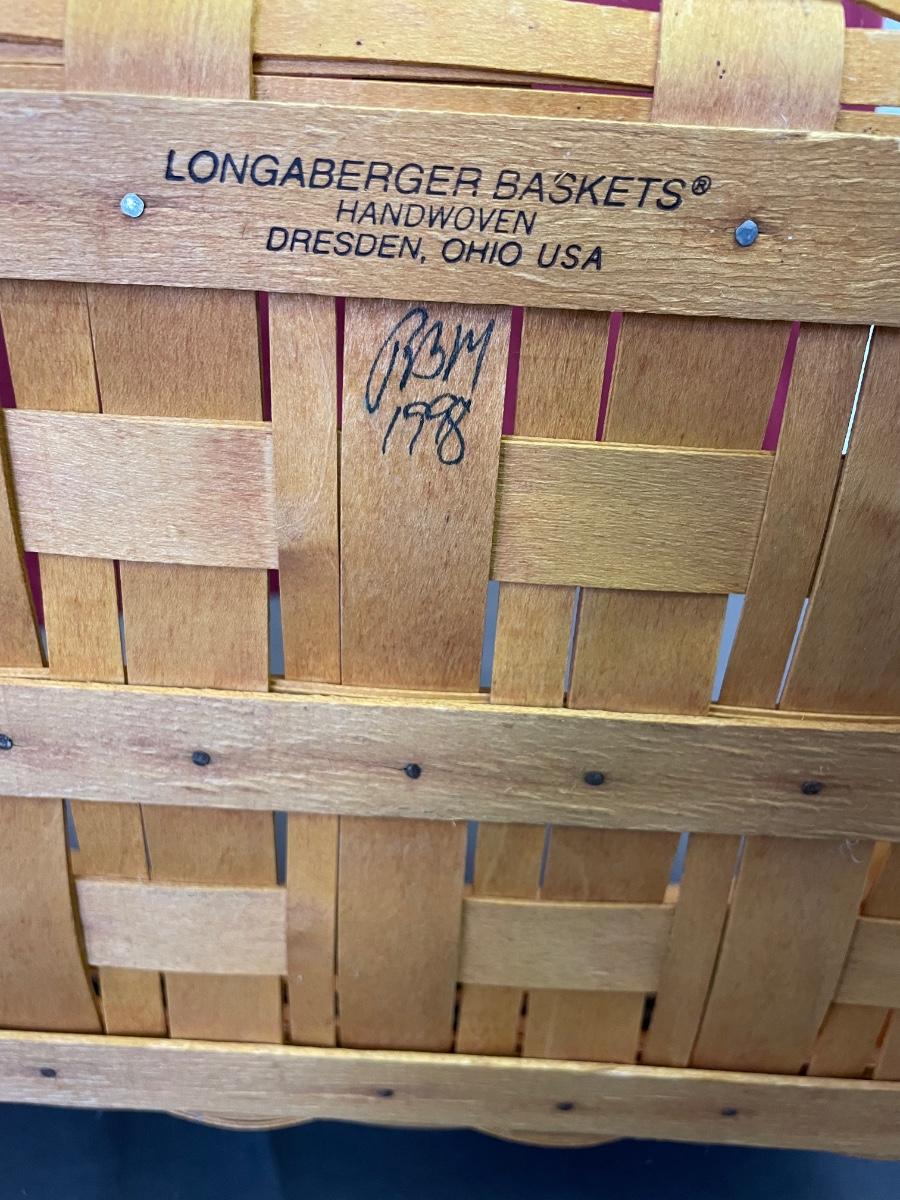 LONGABERGER BASKETS®
HANDWOVEN
DRESDEN, OHIO USA
1998